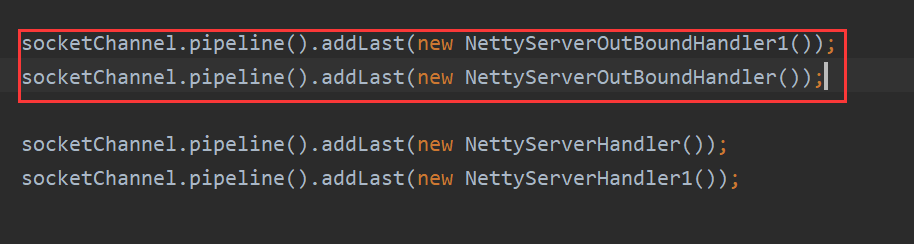 socketChannel.pipeline().addLast(new NettyServerOutBoundHandler1());
socketChannel.pipeline().addLast(new NettyServerOutBoundHandler());
socketChannel.pipeline().addLast(new NettyServerHandler());
socketChannel.pipeline().addLast(new NettyServerHandler1());